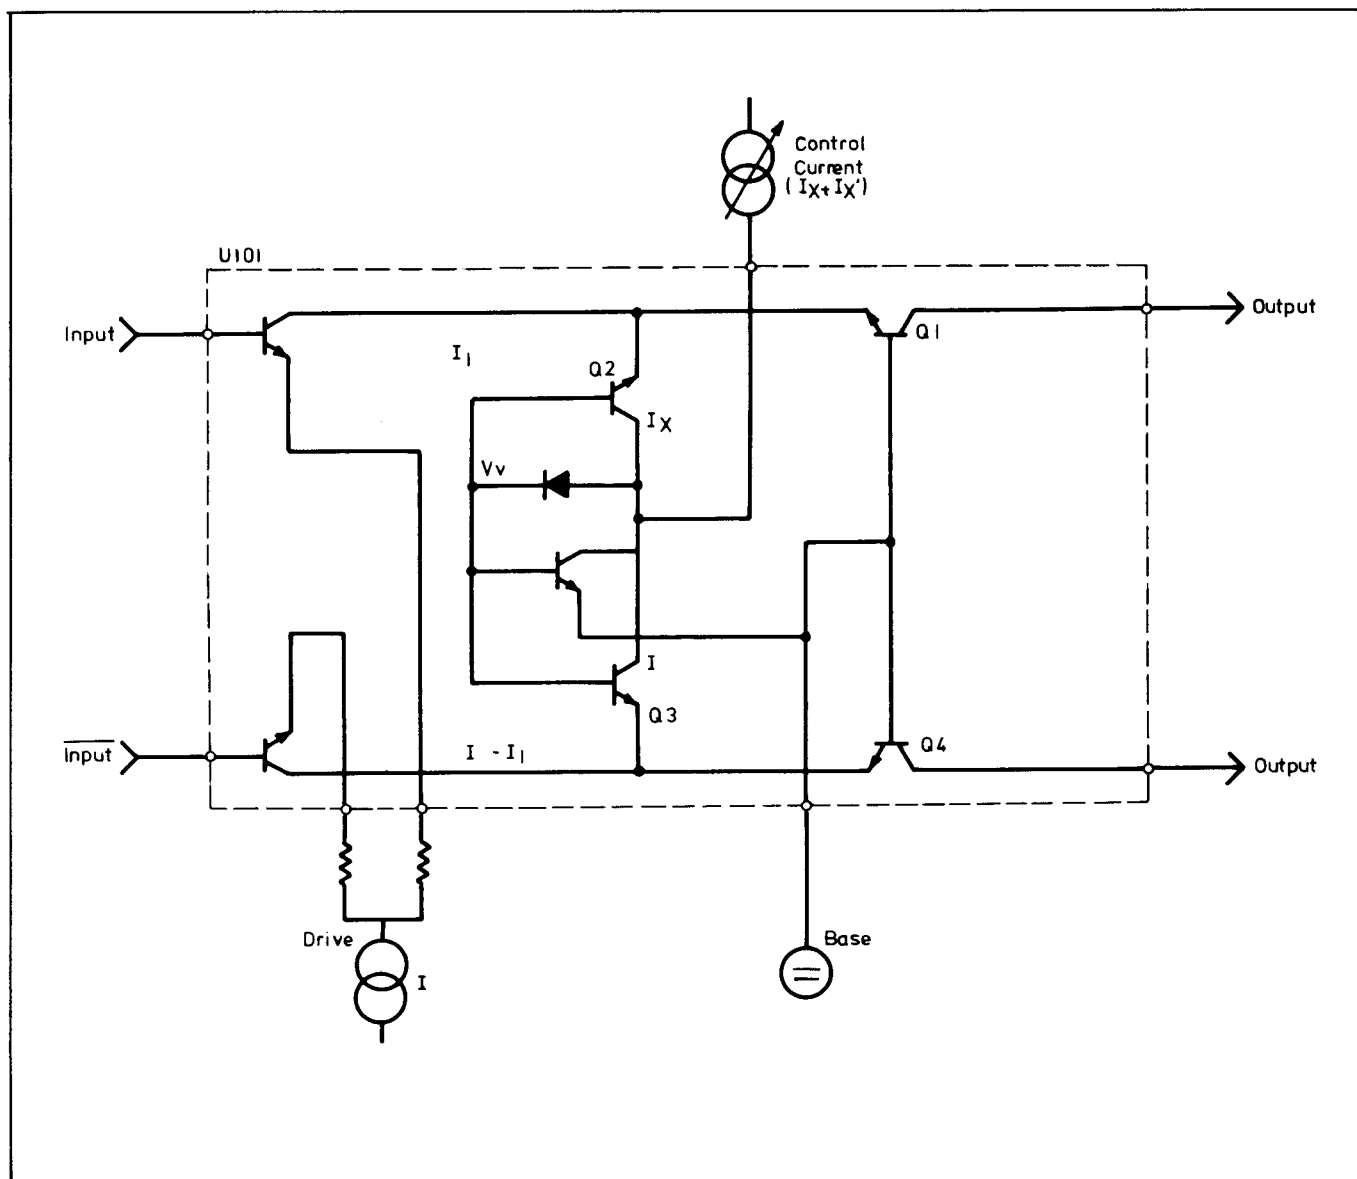 Control
Current
(IX+IX')
U101
Input
Output
Q1
I1
Q2
IX
Vv
I
Q3
Input
I - I1
Q4
Output
Drive
I
Base